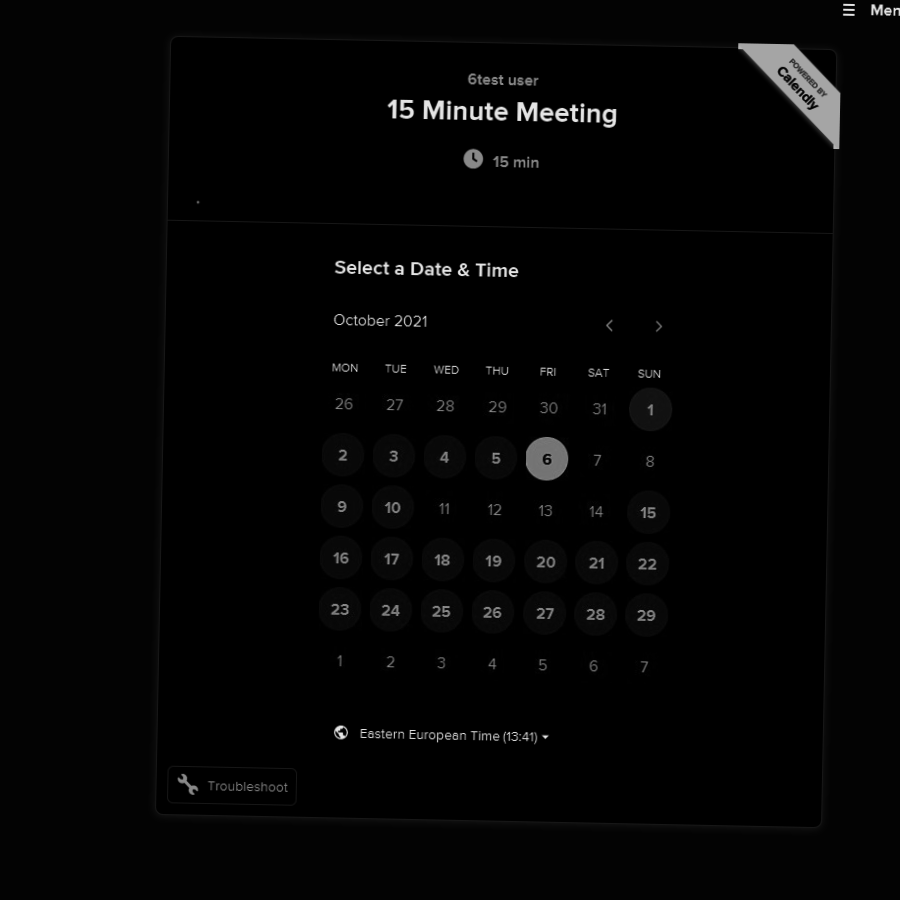 ☰ Men
POWERED BY
Calendly
6test user
15 Minute Meeting
15 min
Select a Date & Time
October 2021
MON TUE WED THU FRI SAT SUN
26 27 28 29 30 31 1
2 3 4 5 6 7 8
9 10 11 12 13 14 15
16 17 18 19 20 21 22
23 24 25 26 27 28 29
1 2 3 4 5 6 7
Eastern European Time (13:41)
Troubleshoot